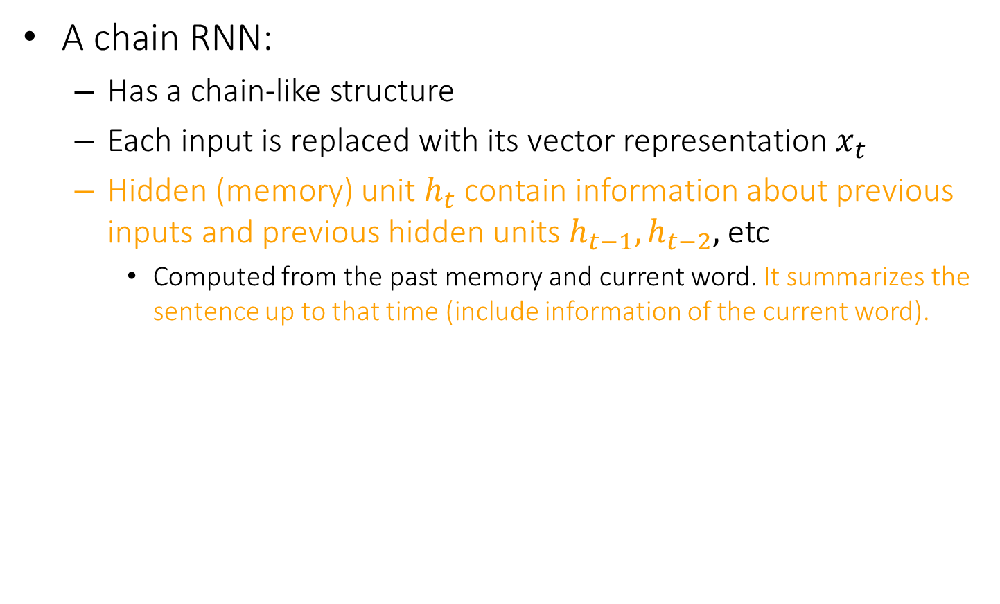 • A chain RNN:
– Has a chain-like structure
– Each input is replaced with its vector representation $x_t$
– Hidden (memory) unit $h_t$ contain information about previous
inputs and previous hidden units $h_{t-1}, h_{t-2}$, etc
• Computed from the past memory and current word. It summarizes the
sentence up to that time (include information of the current word).